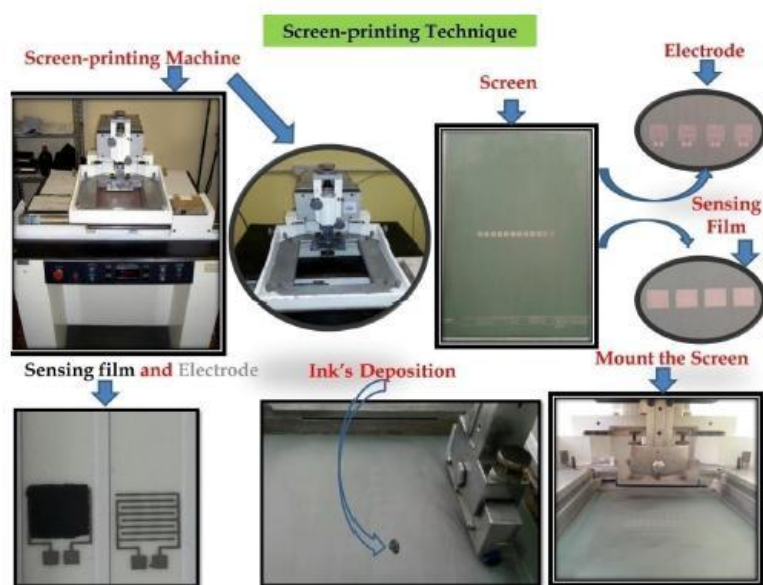 Screen-printing Technique
Screen-printing Machine
Screen
Electrode
Sensing
Film
Sensing film and Electrode
Ink's Deposition
Mount the Screen